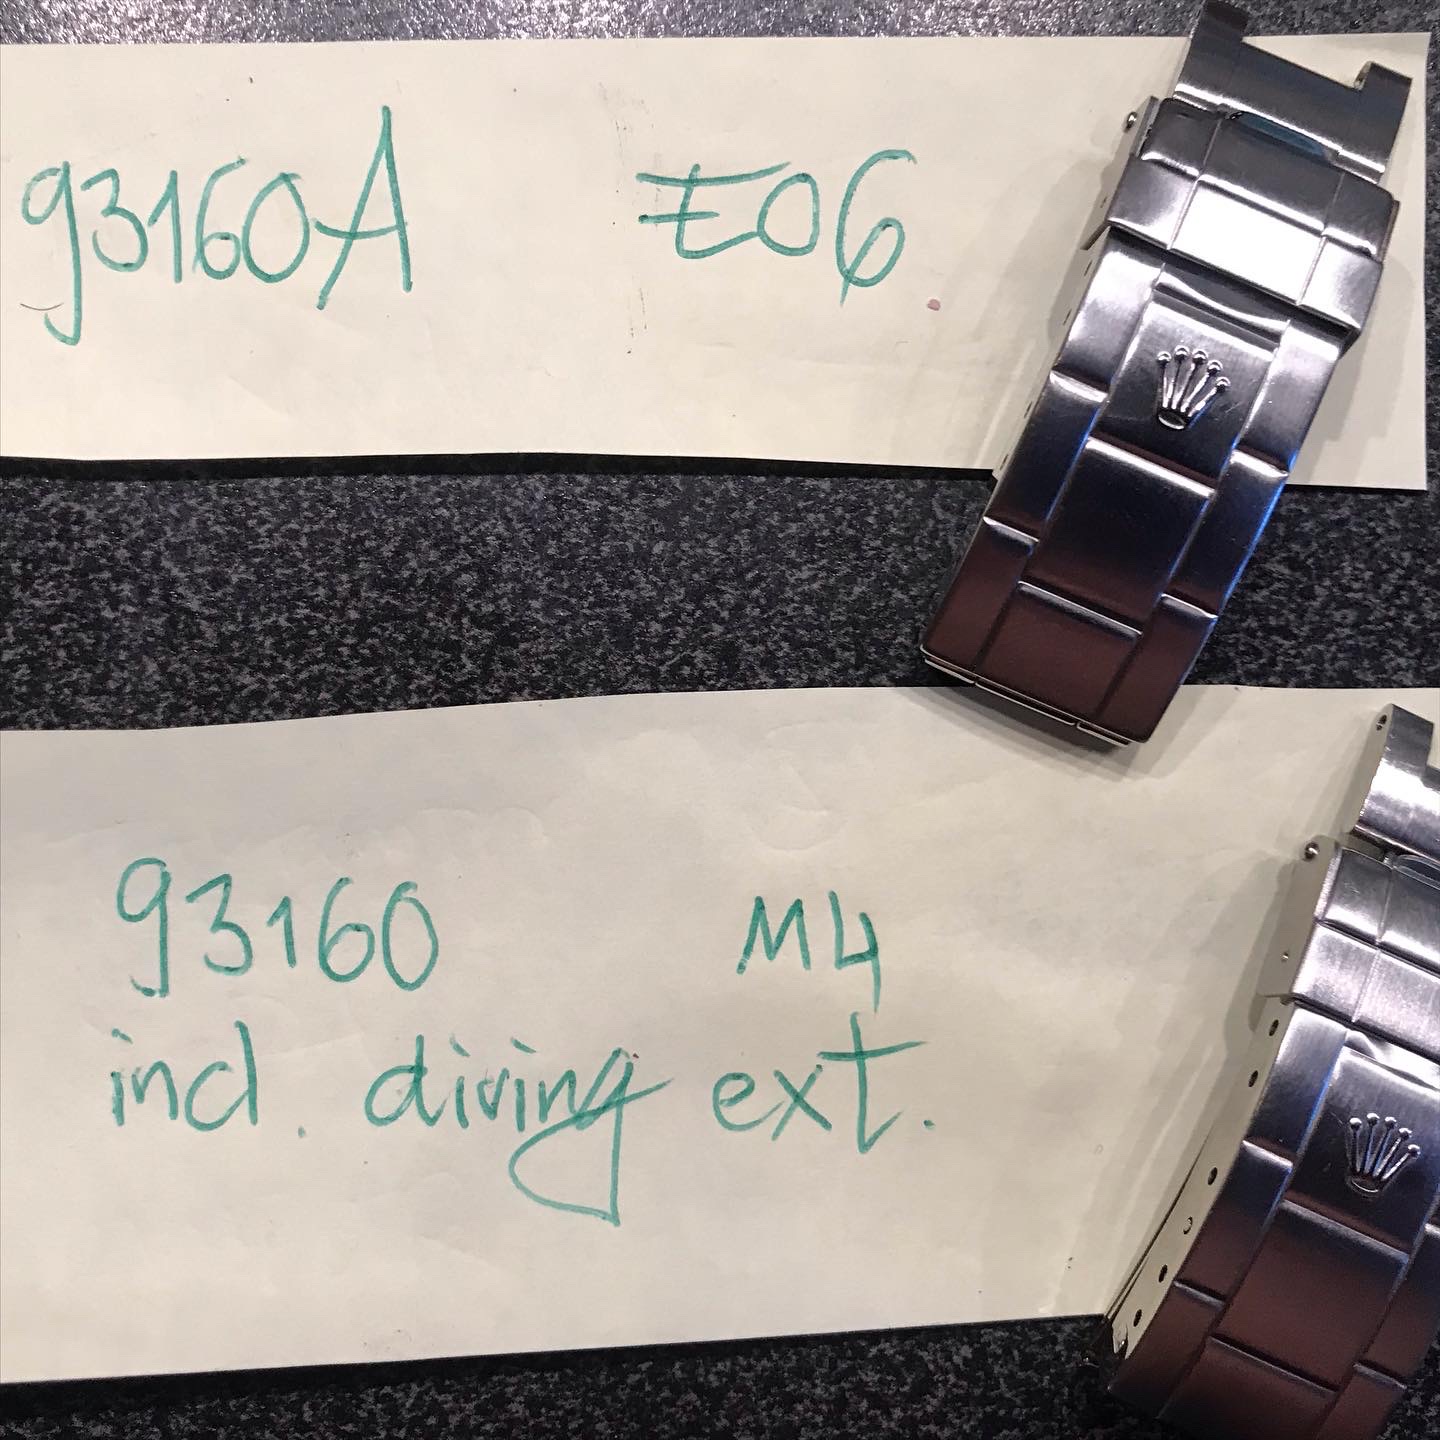 93160A E06
93160 M4
incl. diving ext.